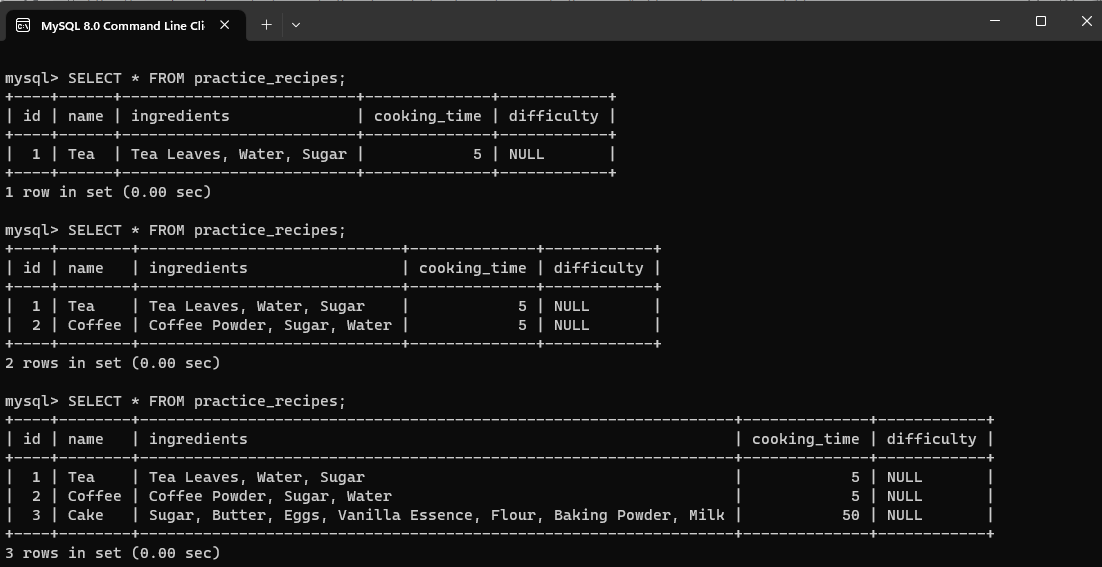 MySQL 8.0 Command Line Cli
mysql> SELECT * FROM practice_recipes;
+----+------+--------------------------+--------------+------------+
| id | name | ingredients              | cooking_time | difficulty |
+----+------+--------------------------+--------------+------------+
|  1 | Tea  | Tea Leaves, Water, Sugar |            5 | NULL       |
+----+------+--------------------------+--------------+------------+
1 row in set (0.00 sec)
mysql> SELECT * FROM practice_recipes;
+----+--------+-----------------------------+--------------+------------+
| id | name   | ingredients                 | cooking_time | difficulty |
+----+--------+-----------------------------+--------------+------------+
|  1 | Tea    | Tea Leaves, Water, Sugar    |            5 | NULL       |
|  2 | Coffee | Coffee Powder, Sugar, Water |            5 | NULL       |
+----+--------+-----------------------------+--------------+------------+
2 rows in set (0.00 sec)
mysql> SELECT * FROM practice_recipes;
+----+--------+------------------------------------------------------------------+--------------+------------+
| id | name   | ingredients                                                      | cooking_time | difficulty |
+----+--------+------------------------------------------------------------------+--------------+------------+
|  1 | Tea    | Tea Leaves, Water, Sugar                                         |            5 | NULL       |
|  2 | Coffee | Coffee Powder, Sugar, Water                                      |            5 | NULL       |
|  3 | Cake   | Sugar, Butter, Eggs, Vanilla Essence, Flour, Baking Powder, Milk |           50 | NULL       |
+----+--------+------------------------------------------------------------------+--------------+------------+
3 rows in set (0.00 sec)